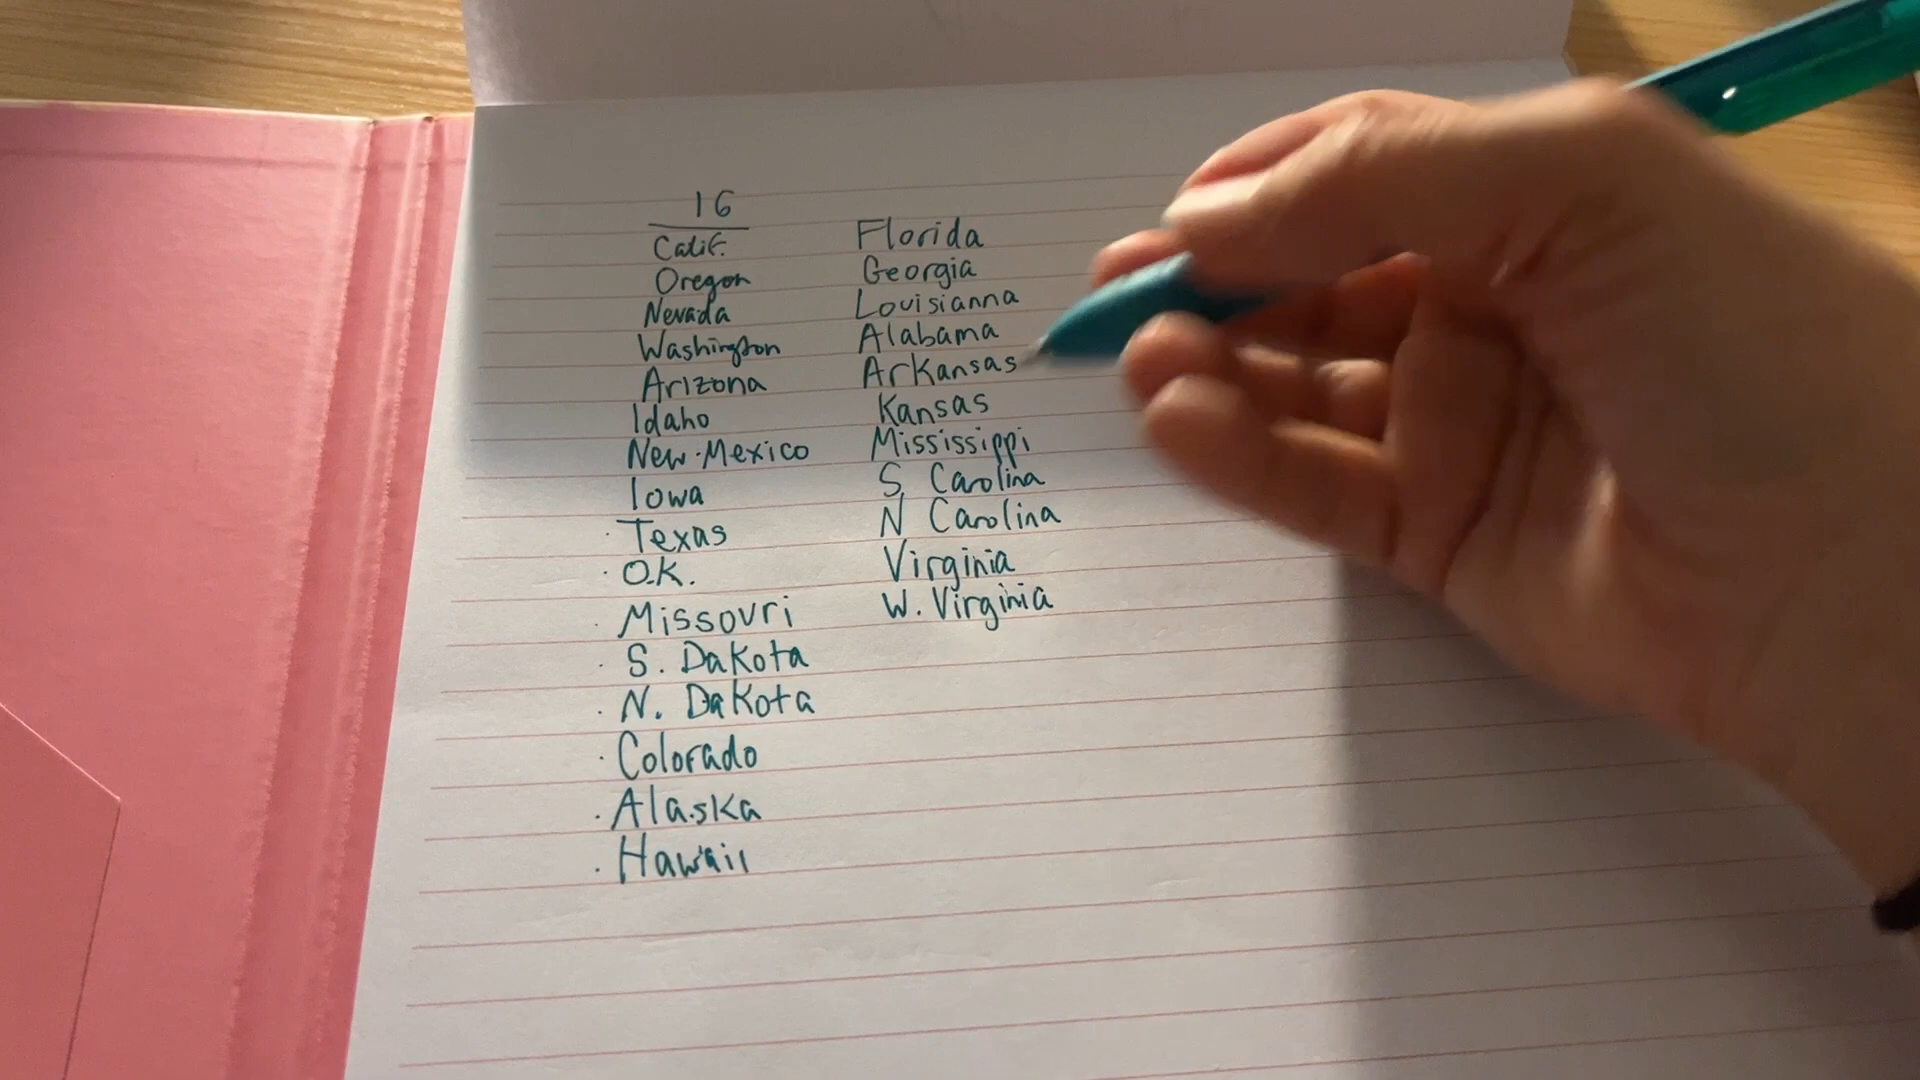 16
Calif.
Oregon
Nevada
Washington
Arizona
Idaho
New Mexico
Iowa
Texas
O.K.
Missouri
S. Dakota
N. Dakota
Colorado
Alaska
Hawaii
Florida
Georgia
Louisianna
Alabama
Arkansas
Kansas
Mississippi
S. Carolina
N Carolina
Virginia
W. Virginia